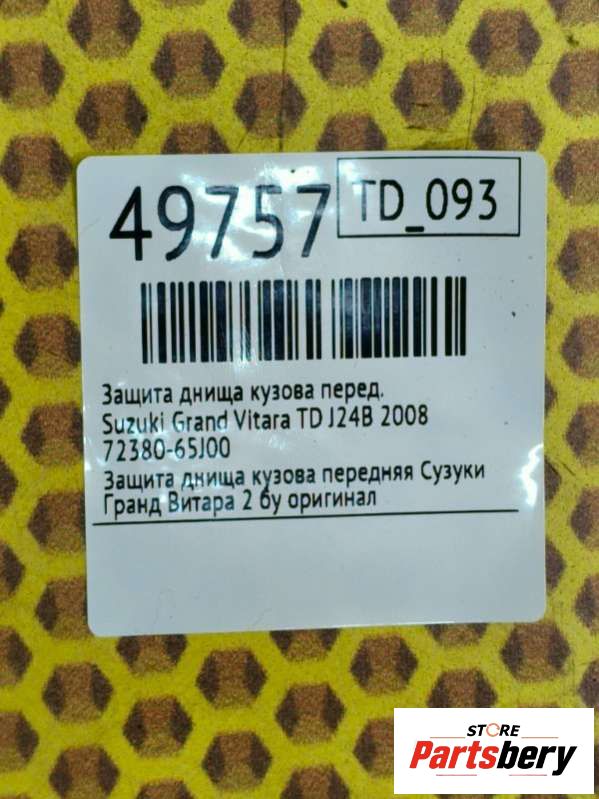 49757
TD_093
Защита днища кузова перед.
Suzuki Grand Vitara TD J24B 2008
72380-65J00
Защита днища кузова передняя Сузуки
Гранд Витара 2 бу оригинал
STORE
Partsbery